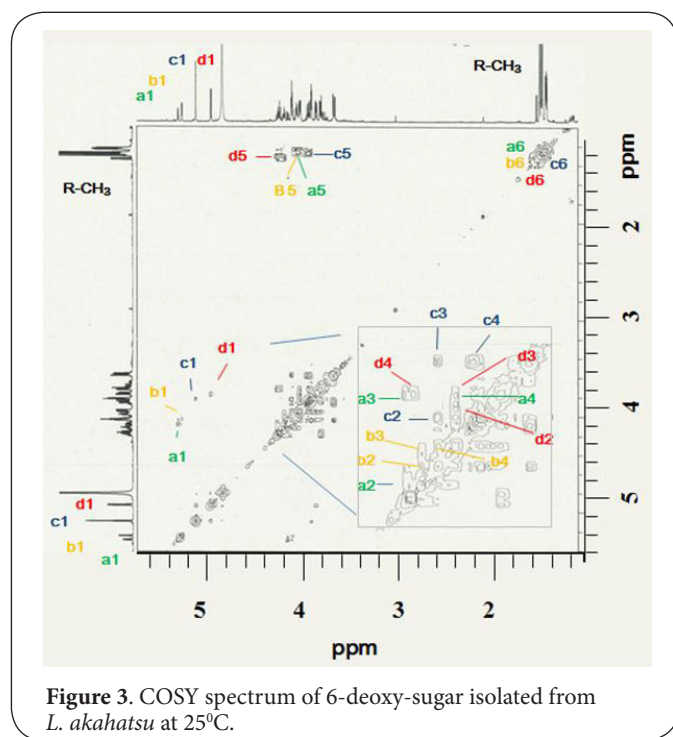 c1 d1
b1
a1
R-CH3
R-CH3
d5
c5
B 5
a5
a6
b6
c6
d6
ppm
2
3
4
5
c1
d1
b1
a1
c3
c4
d3
d4
a3
a4
c2
d2
b3
b2
b4
a2
d1
c1
b1
a1
5 4 3 2
ppm
Figure 3. COSY spectrum of 6-deoxy-sugar isolated from
L. akahatsu at 25⁰C.